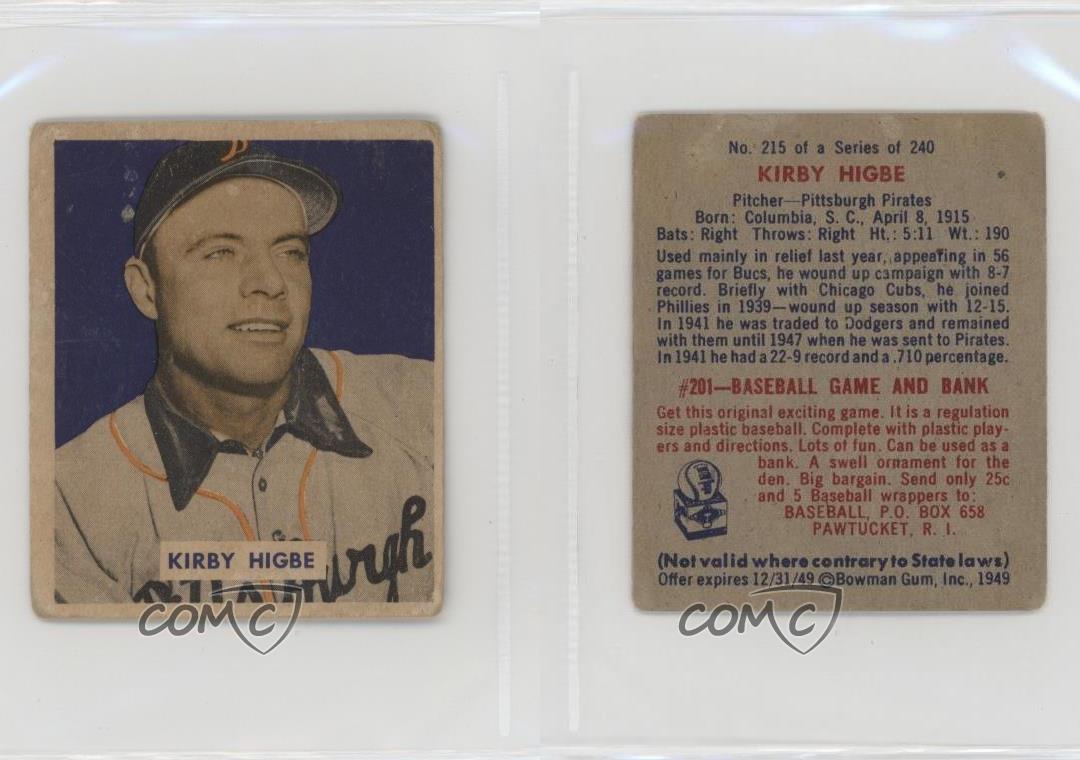 P
Pittsburgh
KIRBY HIGBE
COMC
No. 215 of a Series of 240
KIRBY HIGBE
Pitcher—Pittsburgh Pirates
Born: Columbia, S. C., April 8, 1915
Bats: Right Throws: Right Ht.: 5:11 Wt.: 190
Used mainly in relief last year, appearing in 56
games for Bucs, he wound up campaign with 8-7
record. Briefly with Chicago Cubs, he joined
Phillies in 1939—wound up season with 12-15.
In 1941 he was traded to Dodgers and remained
with them until 1947 when he was sent to Pirates.
In 1941 he had a 22-9 record and a .710 percentage.
#201—BASEBALL GAME AND BANK
Get this original exciting game. It is a regulation
size plastic baseball. Complete with plastic play-
ers and directions. Lots of fun. Can be used as a
bank. A swell ornament for the
den. Big bargain. Send only 25c
and 5 Baseball wrappers to:
BASEBALL, P.O. BOX 658
PAWTUCKET, R. I.
(Not valid where contrary to State laws)
Offer expires 12/31/49 ©Bowman Gum, Inc., 1949
COMC